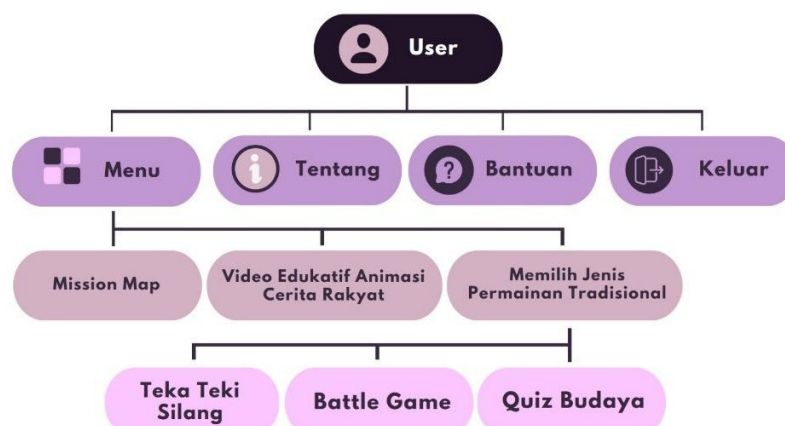 User
Menu
Tentang
Bantuan
Keluar
Mission Map
Video Edukatif Animasi
Cerita Rakyat
Memilih Jenis
Permainan Tradisional
Teka Teki
Silang
Battle Game
Quiz Budaya